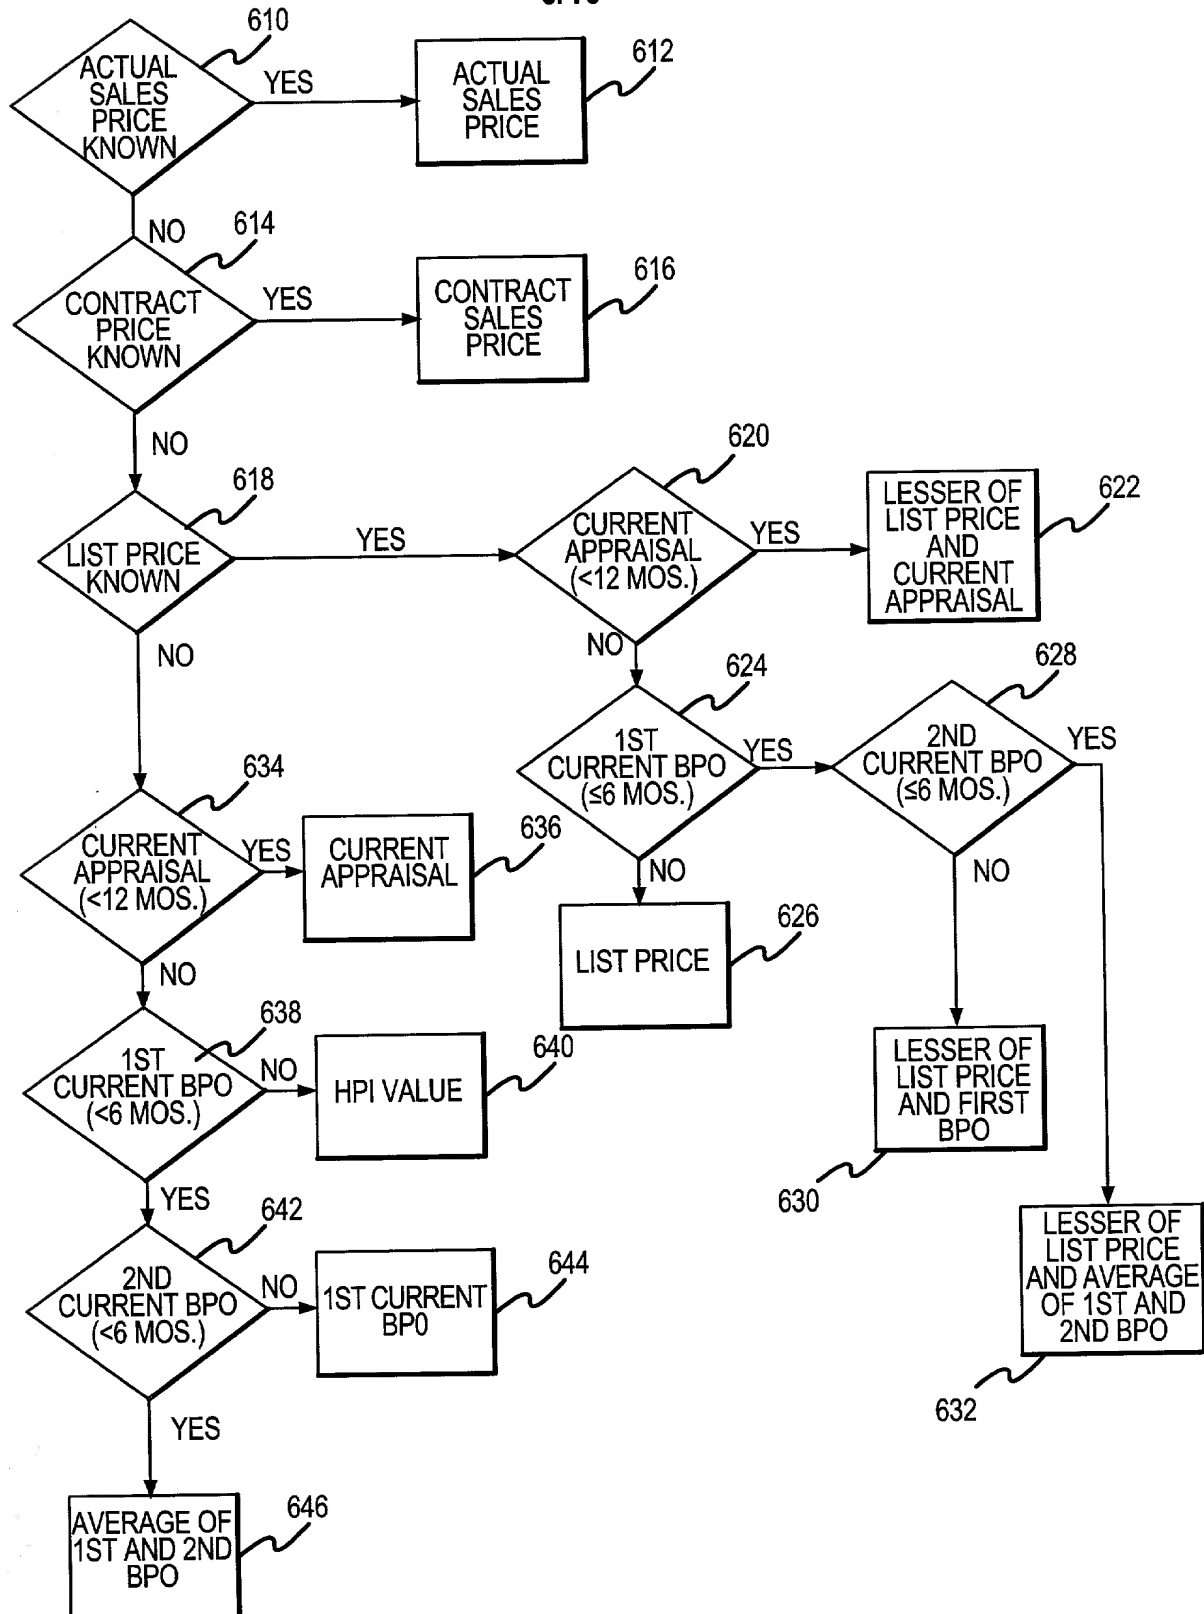 610
ACTUAL
SALES
PRICE
KNOWN
YES
ACTUAL
SALES
PRICE
612
NO
614
CONTRACT
PRICE
KNOWN
YES
CONTRACT
SALES
PRICE
616
NO
618
LIST PRICE
KNOWN
YES
620
CURRENT
APPRAISAL
(<12 MOS.)
YES
LESSER OF
LIST PRICE
AND
CURRENT
APPRAISAL
622
NO
NO
624
1ST
CURRENT BPO
(≤6 MOS.)
YES
628
2ND
CURRENT BPO
(≤6 MOS.)
YES
NO
NO
LIST PRICE
626
LESSER OF
LIST PRICE
AND FIRST
BPO
630
LESSER OF
LIST PRICE
AND AVERAGE
OF 1ST AND
2ND BPO
632
634
CURRENT
APPRAISAL
(<12 MOS.)
YES
CURRENT
APPRAISAL
636
NO
638
1ST
CURRENT BPO
(<6 MOS.)
NO
HPI VALUE
640
YES
642
2ND
CURRENT BPO
(<6 MOS.)
NO
1ST CURRENT
BPO
644
YES
AVERAGE OF
1ST AND 2ND
BPO
646